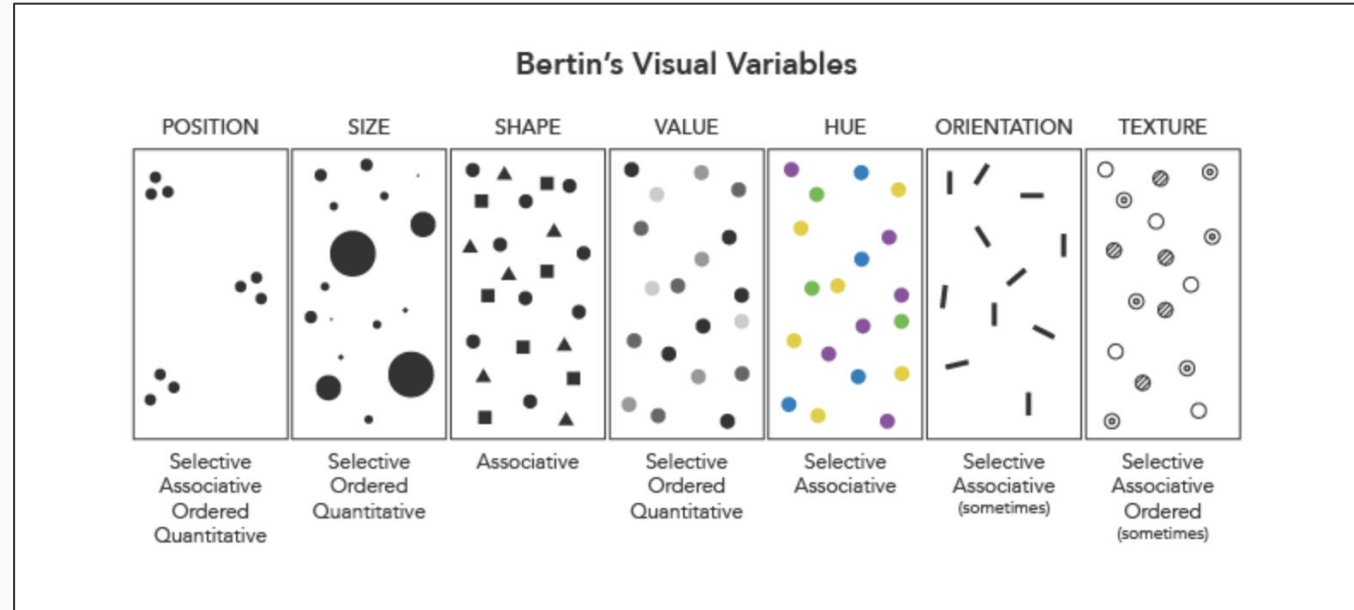 Bertin's Visual Variables
POSITION
SIZE
SHAPE
VALUE
HUE
ORIENTATION
TEXTURE
Selective
Associative
Ordered
Quantitative
Selective
Ordered
Quantitative
Associative
Selective
Ordered
Quantitative
Selective
Associative
Selective
Associative
(sometimes)
Selective
Associative
Ordered
(sometimes)